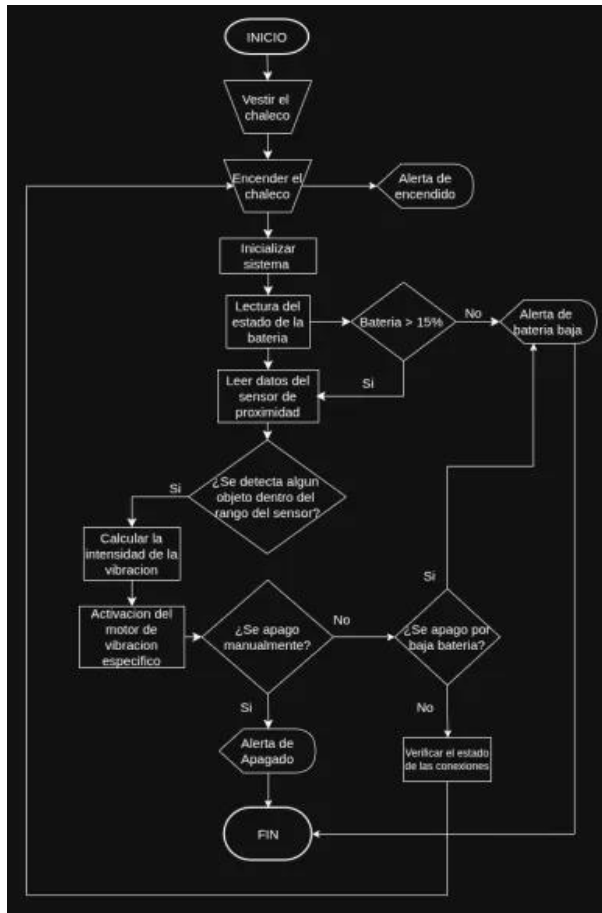 INICIO
Vestir el
chaleco
Encender el
chaleco
Alerta de
encendido
Inicializar
sistema
Lectura del
estado de la
bateria
Bateria > 15%
No
Alerta de
bateria baja
Si
Leer datos del
sensor de
proximidad
Si
¿Se detecta algun
objeto dentro del
rango del sensor?
Calcular la
intensidad de la
vibracion
Si
Activacion del
motor de
vibracion
especifico
¿Se apago
manualmente?
No
¿Se apago por
baja bateria?
Si
No
Alerta de
Apagado
Verificar el estado
de las conexiones
FIN